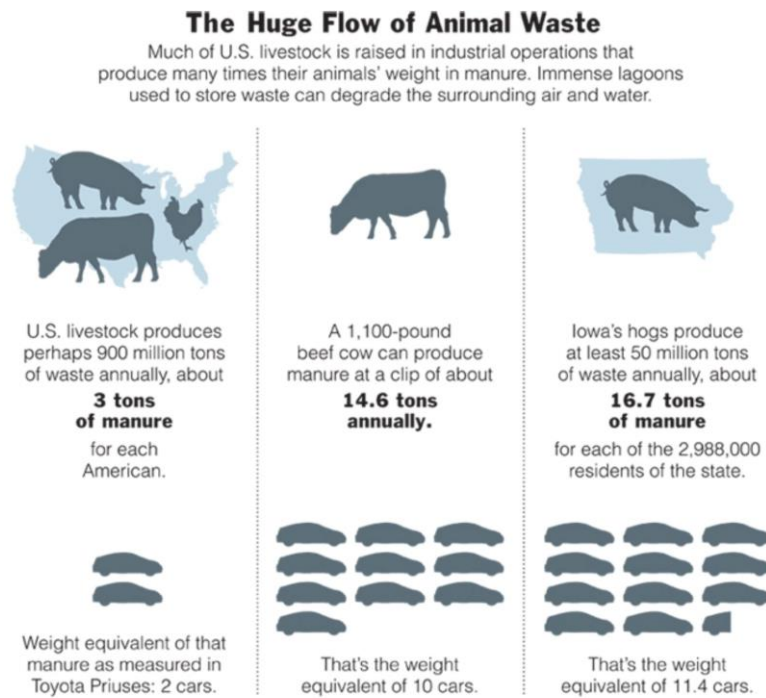 The Huge Flow of Animal Waste
Much of U.S. livestock is raised in industrial operations that
produce many times their animals' weight in manure. Immense lagoons
used to store waste can degrade the surrounding air and water.
U.S. livestock produces
perhaps 900 million tons
of waste annually, about
3 tons
of manure
for each
American.
Weight equivalent of that
manure as measured in
Toyota Priuses: 2 cars.
A 1,100-pound
beef cow can produce
manure at a clip of about
14.6 tons
annually.
That's the weight
equivalent of 10 cars.
Iowa's hogs produce
at least 50 million tons
of waste annually, about
16.7 tons
of manure
for each of the 2,988,000
residents of the state.
That's the weight
equivalent of 11.4 cars.